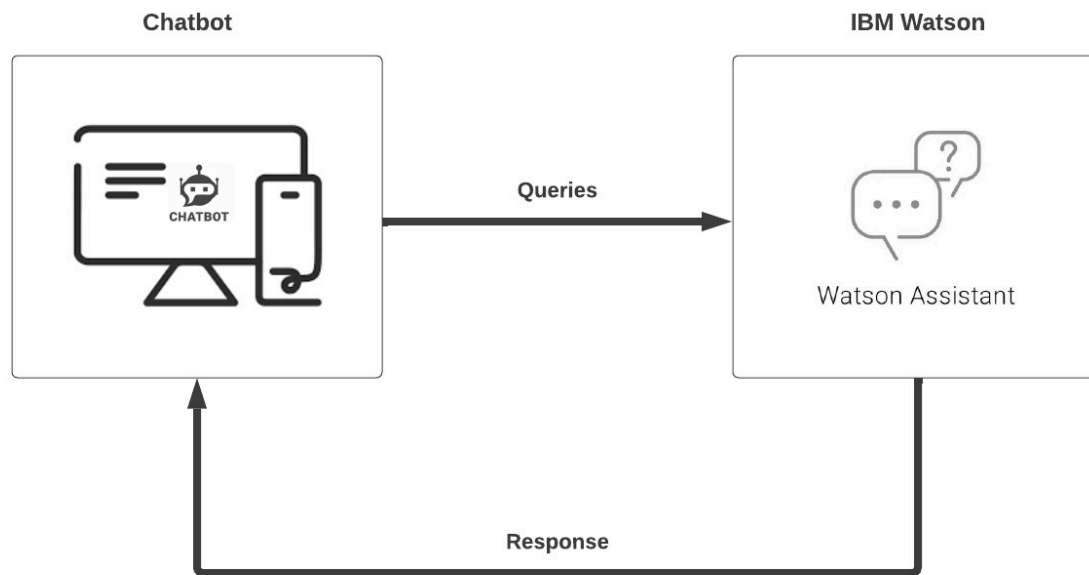 Chatbot
IBM Watson
CHATBOT
Queries
Watson Assistant
Response